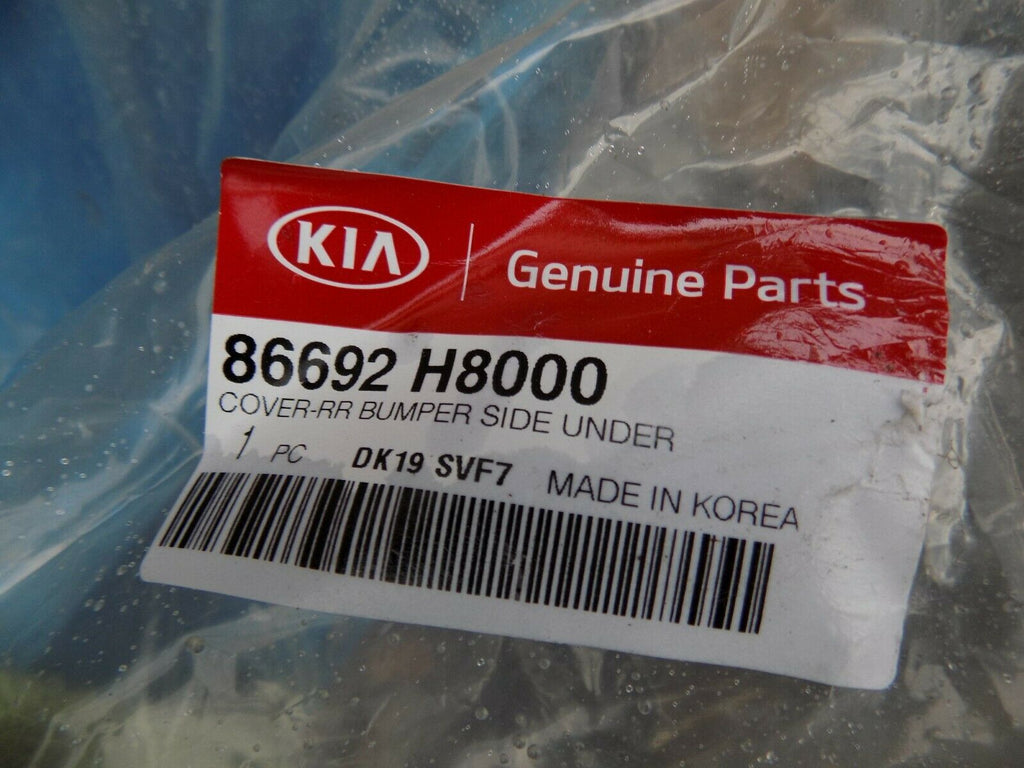 KIA Genuine Parts
86692 H8000
COVER-RR BUMPER SIDE UNDER
1 PC DK19 SVF7 MADE IN KOREA